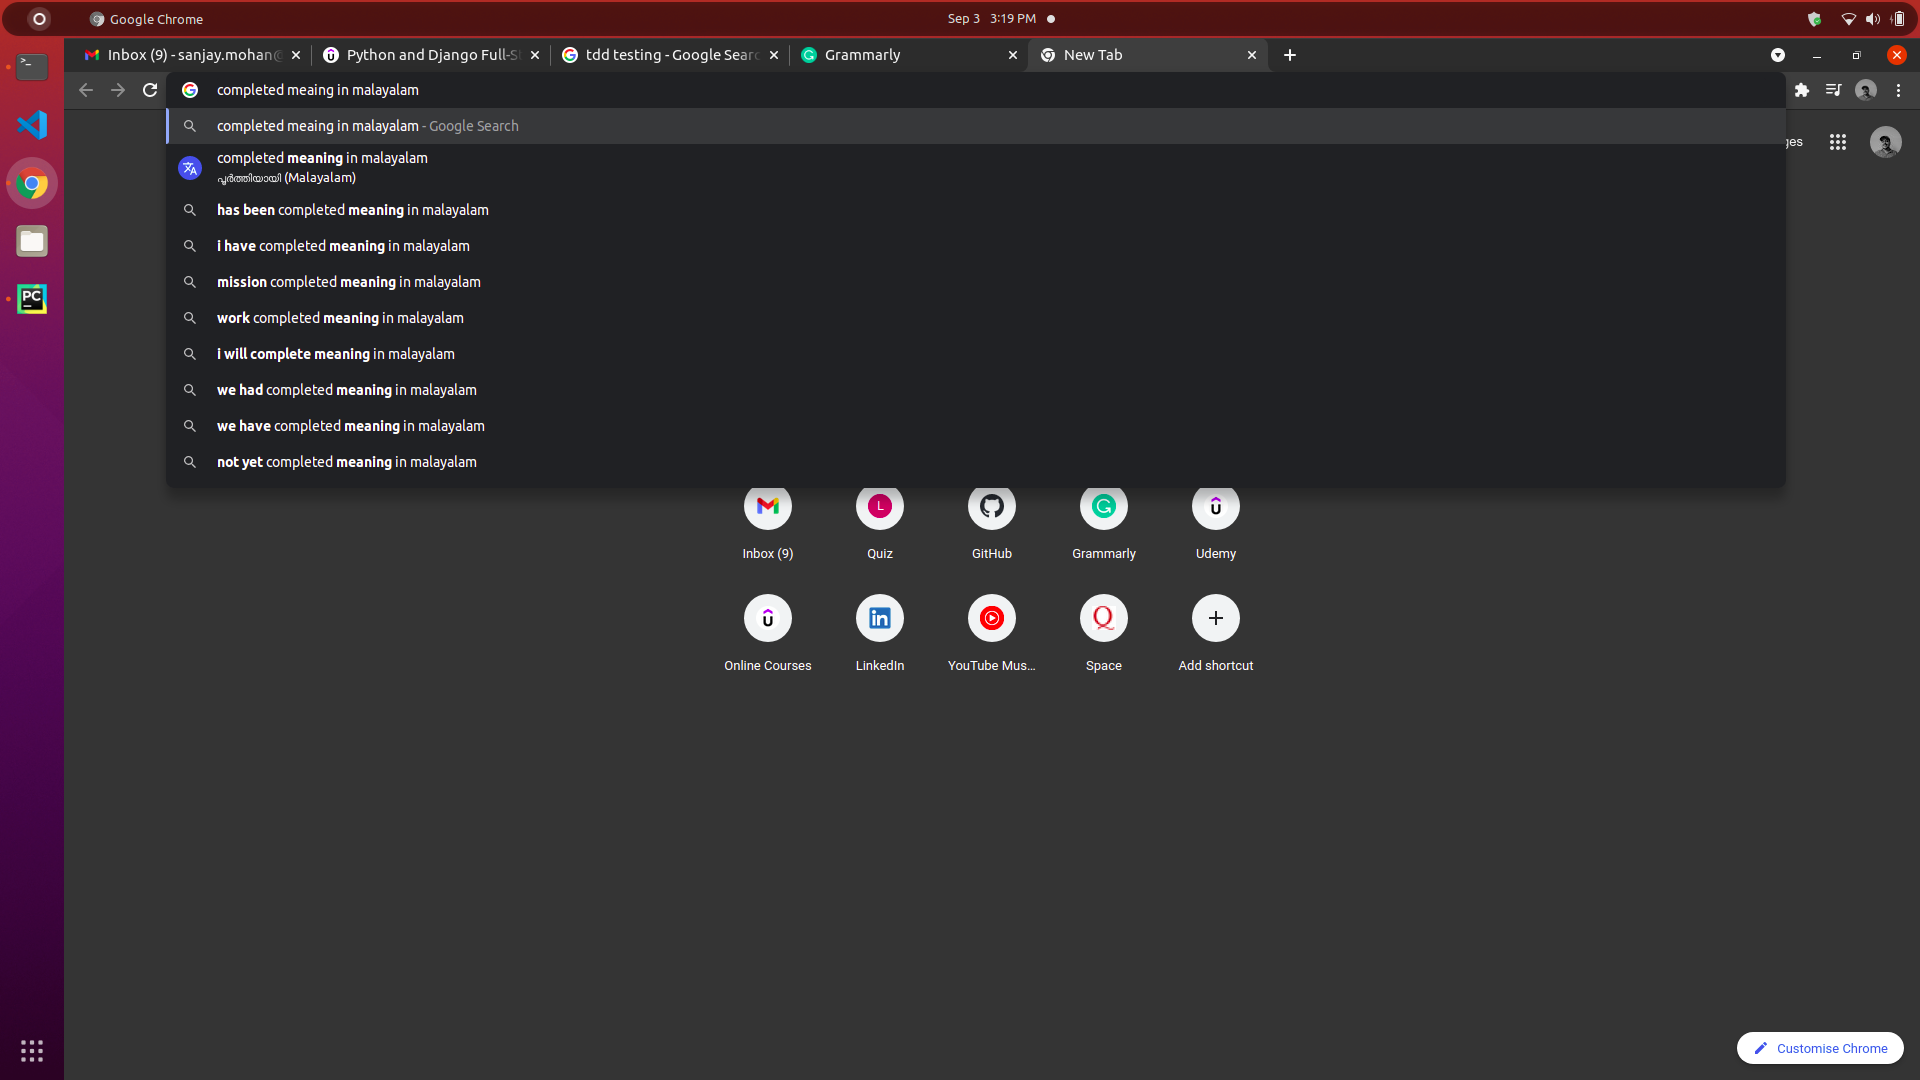 Google Chrome
Sep 3 3:19 PM
Inbox (9) - sanjay.mohan@
Python and Django Full-St
tdd testing - Google Searc
Grammarly
New Tab
completed meaing in malayalam
completed meaing in malayalam - Google Search
completed meaning in malayalam
പൂർത്തിയായി (Malayalam)
ges
has been completed meaning in malayalam
i have completed meaning in malayalam
mission completed meaning in malayalam
work completed meaning in malayalam
i will complete meaning in malayalam
we had completed meaning in malayalam
we have completed meaning in malayalam
not yet completed meaning in malayalam
L
Inbox (9)
Quiz
GitHub
Grammarly
Udemy
Online Courses
LinkedIn
YouTube Mus...
Space
Add shortcut
PC
Customise Chrome